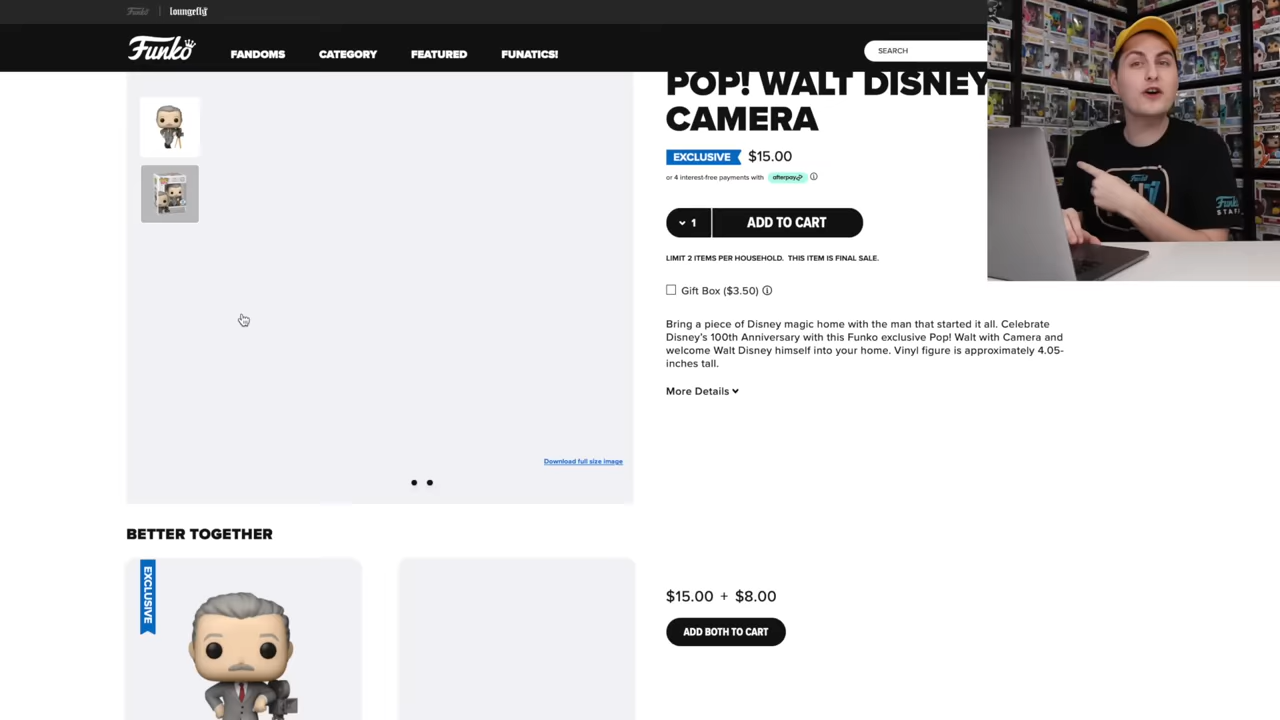 Funko
loungefly
Funko
FANDOMS
CATEGORY
FEATURED
FUNATICS!
SEARCH
POP! WALT DISNEY
CAMERA
EXCLUSIVE
$15.00
or 4 interest-free payments with afterpay
1
ADD TO CART
LIMIT 2 ITEMS PER HOUSEHOLD. THIS ITEM IS FINAL SALE.
Gift Box ($3.50)
Bring a piece of Disney magic home with the man that started it all. Celebrate
Disney's 100th Anniversary with this Funko exclusive Pop! Walt with Camera and
welcome Walt Disney himself into your home. Vinyl figure is approximately 4.05-
inches tall.
More Details
Download full size image
BETTER TOGETHER
EXCLUSIVE
$15.00 + $8.00
ADD BOTH TO CART
Funko
STAFF